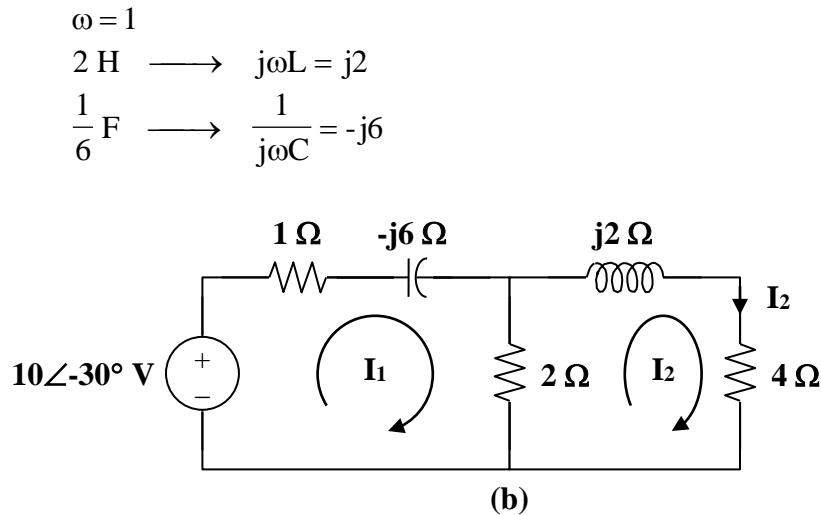 ω = 1
2 H ⟶ jωL = j2
1/6 F ⟶ 1/jωC = -j6
1 Ω -j6 Ω j2 Ω
I2
10∠-30° V + − I1 2 Ω I2 4 Ω
(b)